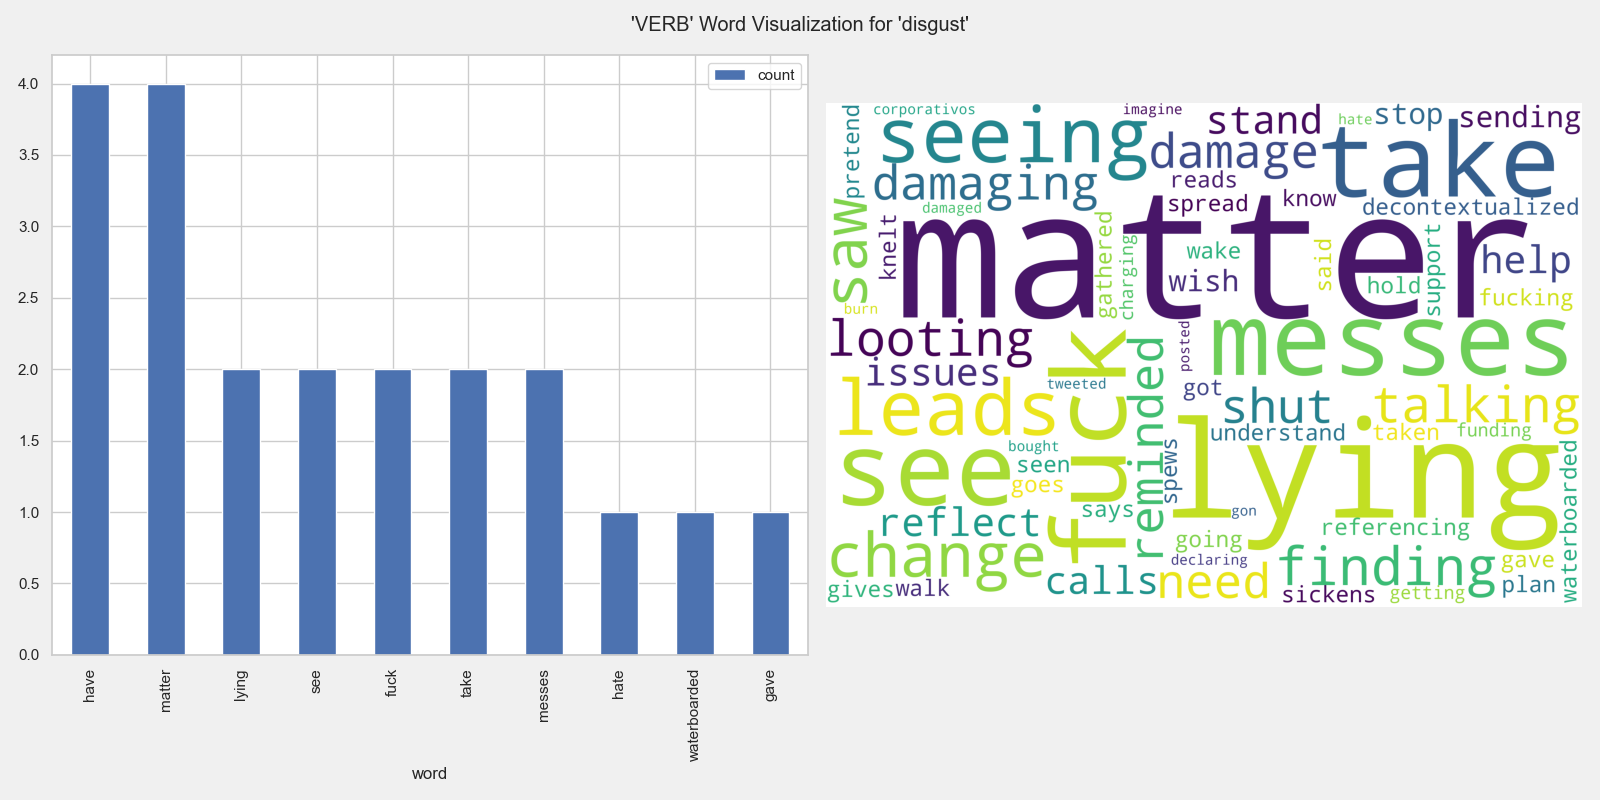 'VERB' Word Visualization for 'disgust'
count
4.0
3.5
3.0
2.5
2.0
1.5
1.0
0.5
0.0
have
matter
lying
see
fuck
take
messes
hate
waterboarded
gave
word
corporativos
imagine
stand
hate
stop
sending
pretend
seeing
damage
take
damaging
reads
spread
know
decontextualized
saw
damaged
knelt
matter
gathered
charging
wake
wish
said
hold
support
help
fucking
burn
looting
issues
fuck
reminded
posted
messes
tweeted
got
leads
shut
talking
understand
taken
funding
see
bought
seen
goes
spews
lying
waterboarded
says
gon
reflect
referencing
change
going
declaring
finding
gave
calls
need
plan
gives
walk
sickens
getting